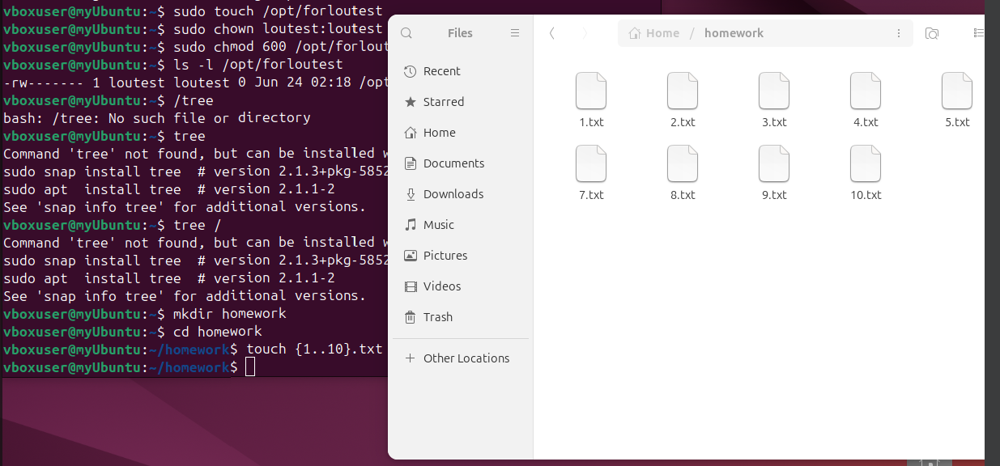 vboxuser@myUbuntu:~$ sudo touch /opt/forloutest
vboxuser@myUbuntu:~$ sudo chown loutest:loutest
vboxuser@myUbuntu:~$ sudo chmod 600 /opt/forlout
vboxuser@myUbuntu:~$ ls -l /opt/forloutest
-rw------- 1 loutest loutest 0 Jun 24 02:18 /opt
vboxuser@myUbuntu:~$ /tree
bash: /tree: No such file or directory
vboxuser@myUbuntu:~$ tree
Command 'tree' not found, but can be installed w
sudo snap install tree  # version 2.1.3+pkg-5852
sudo apt  install tree  # version 2.1.1-2
See 'snap info tree' for additional versions.
vboxuser@myUbuntu:~$ tree /
Command 'tree' not found, but can be installed w
sudo snap install tree  # version 2.1.3+pkg-5852
sudo apt  install tree  # version 2.1.1-2
See 'snap info tree' for additional versions.
vboxuser@myUbuntu:~$ mkdir homework
vboxuser@myUbuntu:~$ cd homework
vboxuser@myUbuntu:~/homework$ touch {1..10}.txt
vboxuser@myUbuntu:~/homework$
Files
Recent
Starred
Home
Documents
Downloads
Music
Pictures
Videos
Trash
Other Locations
Home / homework
1.txt 2.txt 3.txt 4.txt 5.txt
7.txt 8.txt 9.txt 10.txt